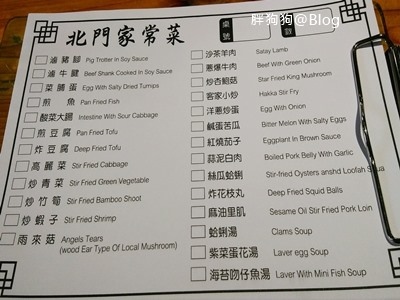 胖狗狗@Blog
北門家常菜
桌號
滷豬腳 Pig Trotter In Soy Sauce
滷牛腱 Beef Shank Cooked In Soy Sauce
菜脯蛋 Egg With Salty Dried Turnips
煎魚 Pan Fried Fish
酸菜大腸 Intestine With Sour Cabbage
煎豆腐 Pan Fried Tofu
炸豆腐 Deep Fried Tofu
高麗菜 Stir Fried Cabbage
炒青菜 Stir Fried Green Vegetable
炒竹筍 Stir Fried Bamboo Shoot
炒蝦子 Stir Fried Shrimp
雨來菇 Angels Tears
(wood Ear Type Of Local Mushroom)
沙茶羊肉 Satay Lamb
蔥爆牛肉 Beef With Green Onion
炒杏鮑菇 Stir Fried King Mushroom
客家小炒 Hakka Stir Fry
洋蔥炒蛋 Egg With Onion
鹹蛋苦瓜 Bitter Melon With Salty Eggs
紅燒茄子 Eggplant In Brown Sauce
蒜泥白肉 Boiled Pork Belly With Garlic
絲瓜蛤蜊 Stir-fried Oysters anshd Loofah
炸花枝丸 Deep Fried Squid Balls
麻油里肌 Sesame Oil Stir Fried Pork Loin
蛤蜊湯 Clams Soup
紫菜蛋花湯 Laver egg Soup
海苔吻仔魚湯 Laver With Mini Fish Soup